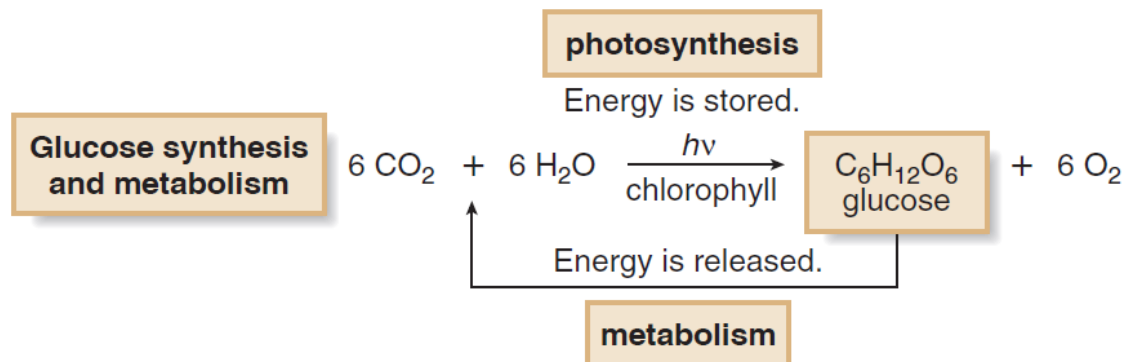 photosynthesis
Energy is stored.
Glucose synthesis
and metabolism
6 CO₂ + 6 H₂O
hν
chlorophyll
C₆H₁₂O₆
glucose
+ 6 O₂
Energy is released.
metabolism